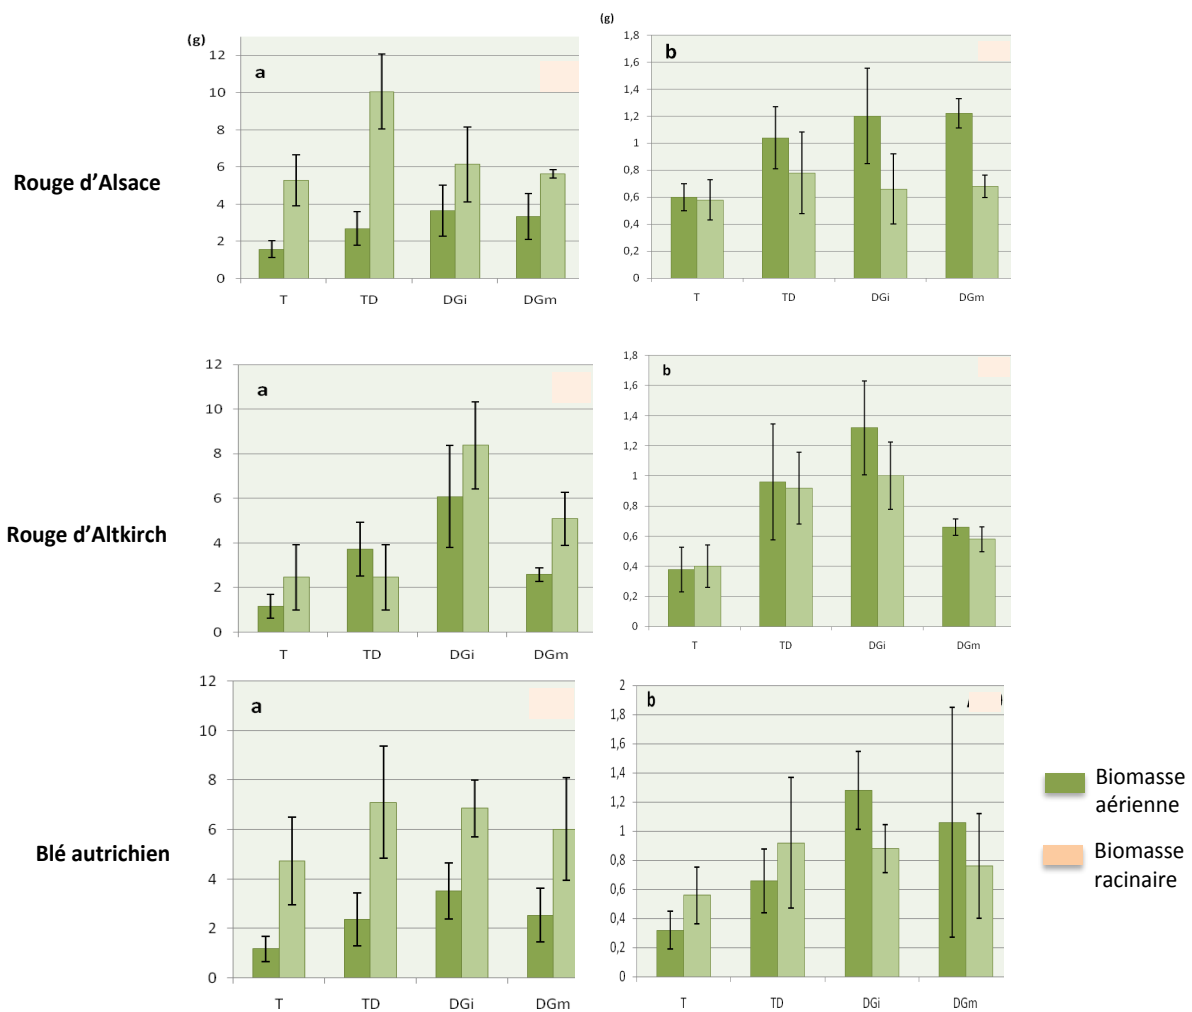 (g)
12
10
8
6
4
2
0
a
T TD DGi DGm
(g)
1,8
1,6
1,4
1,2
1
0,8
0,6
0,4
0,2
0
b
T TD DGi DGm
Rouge d’Alsace
12
10
8
6
4
2
0
a
T TD DGi DGm
1,8
1,6
1,4
1,2
1
0,8
0,6
0,4
0,2
0
b
T TD DGi DGm
Rouge d’Altkirch
12
10
8
6
4
2
0
a
T TD DGi DGm
2
1,8
1,6
1,4
1,2
1
0,8
0,6
0,4
0,2
0
b
T TD DGi DGm
Blé autrichien
Biomasse
aérienne
Biomasse
racinaire